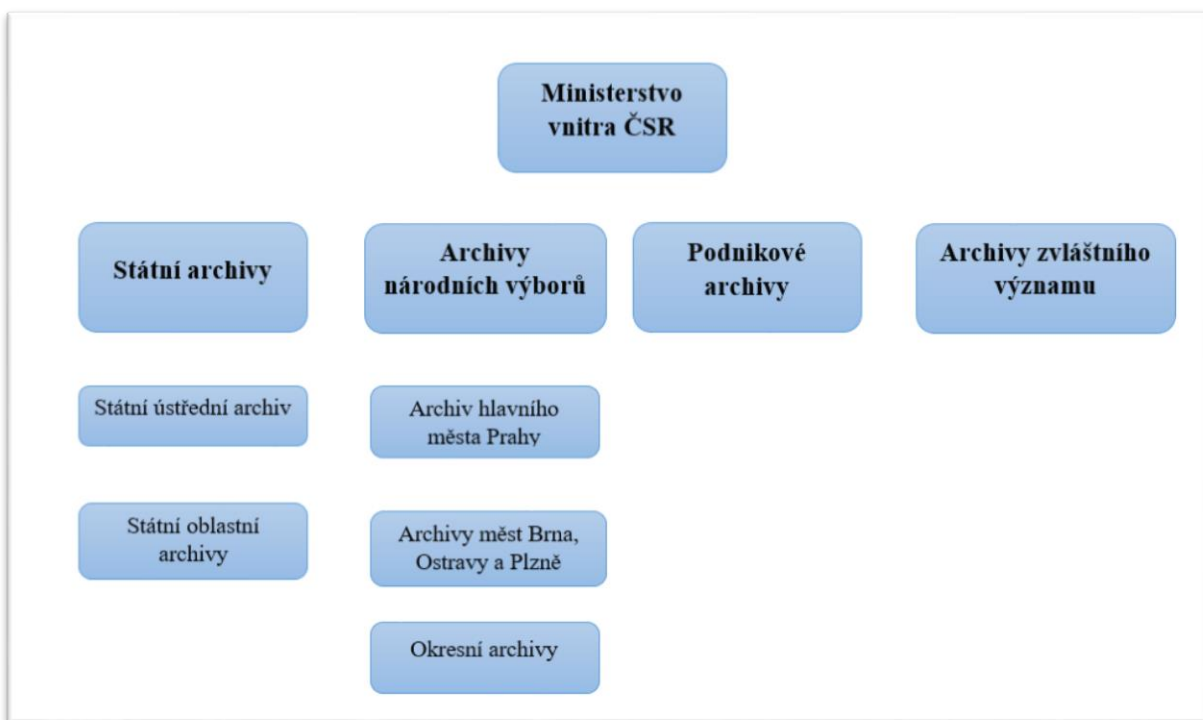 Ministerstvo
vnitra ČSR
Státní archivy
Archivy
národních výborů
Podnikové
archivy
Archivy zvláštního
významu
Státní ústřední archiv
Archiv hlavního
města Prahy
Státní oblastní
archivy
Archivy měst Brna,
Ostravy a Plzně
Okresní archivy